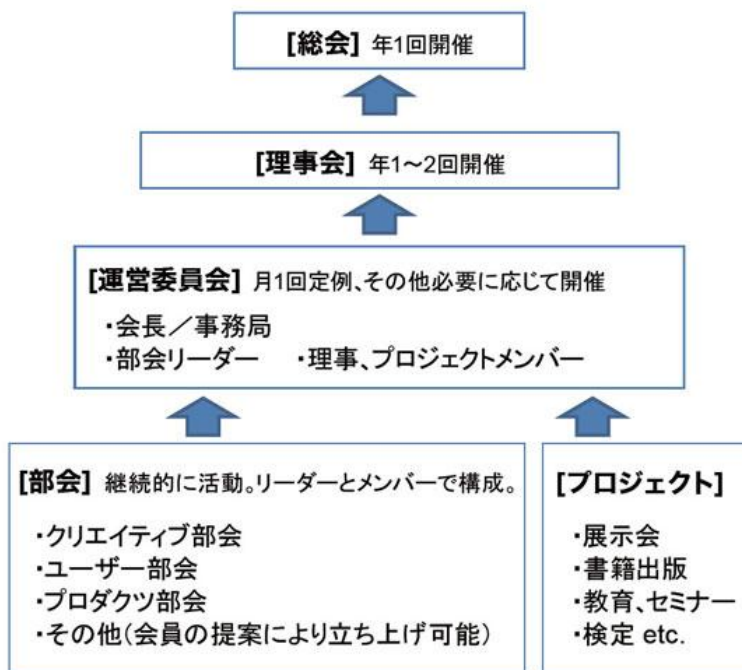 [総会] 年1回開催
[理事会] 年1～2回開催
[運営委員会] 月1回定例、その他必要に応じて開催
・会長／事務局
・部会リーダー ・理事、プロジェクトメンバー
[部会] 継続的に活動。リーダーとメンバーで構成。
・クリエイティブ部会
・ユーザー部会
・プロダクツ部会
・その他(会員の提案により立ち上げ可能)
[プロジェクト]
・展示会
・書籍出版
・教育、セミナー
・検定 etc.